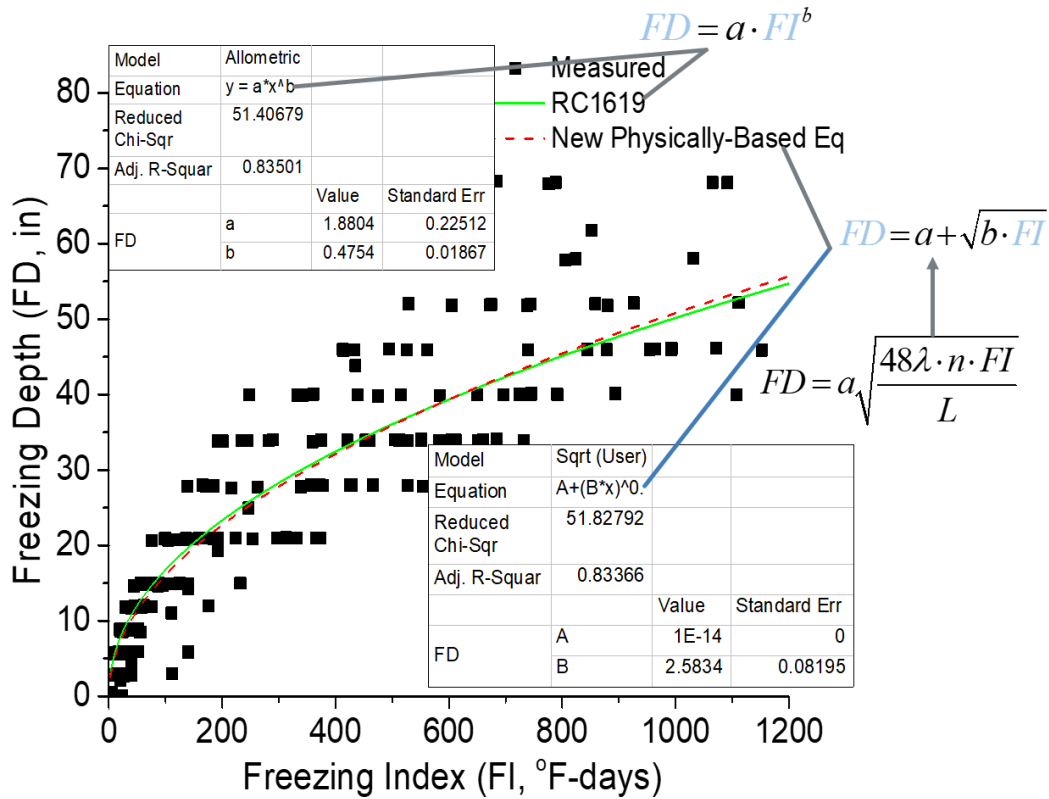 FD = a · FI^b
Model Allometric
Equation y = a*x^b
Reduced Chi-Sqr 51.40679
Adj. R-Squar 0.83501
Value Standard Err
FD a 1.8804 0.22512
b 0.4754 0.01867
Measured
RC1619
New Physically-Based Eq
FD = a + √(b · FI)
FD = a√(48λ · n · FI / L)
Model Sqrt (User)
Equation A+(B*x)^0.
Reduced Chi-Sqr 51.82792
Adj. R-Squar 0.83366
Value Standard Err
FD A 1E-14 0
B 2.5834 0.08195
Freezing Depth (FD, in)
80
70
60
50
40
30
20
10
0
0 200 400 600 800 1000 1200
Freezing Index (FI, °F-days)